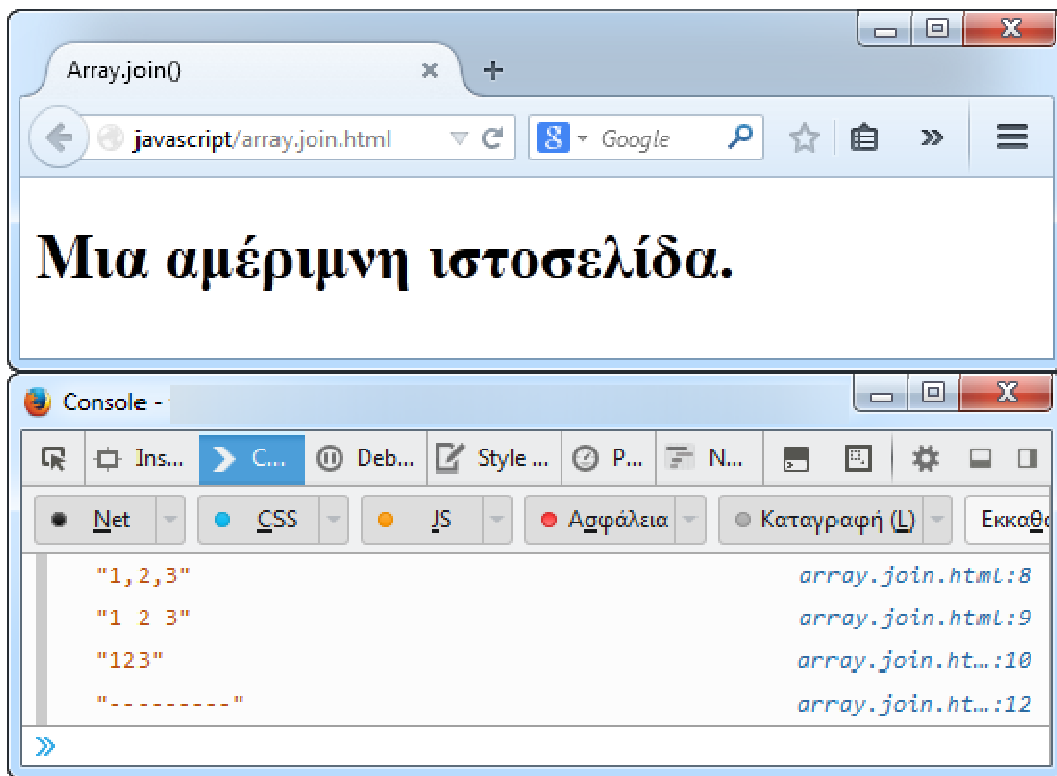 Array.join()
javascript/array.join.html
Google
Μια αμέριμνη ιστοσελίδα.
Console -
Ins... C... Deb... Style ... P... N...
Net CSS JS Ασφάλεια Καταγραφή (L) Εκκαθα
"1,2,3" array.join.html:8
"1 2 3" array.join.html:9
"123" array.join.ht…:10
"---------" array.join.ht…:12